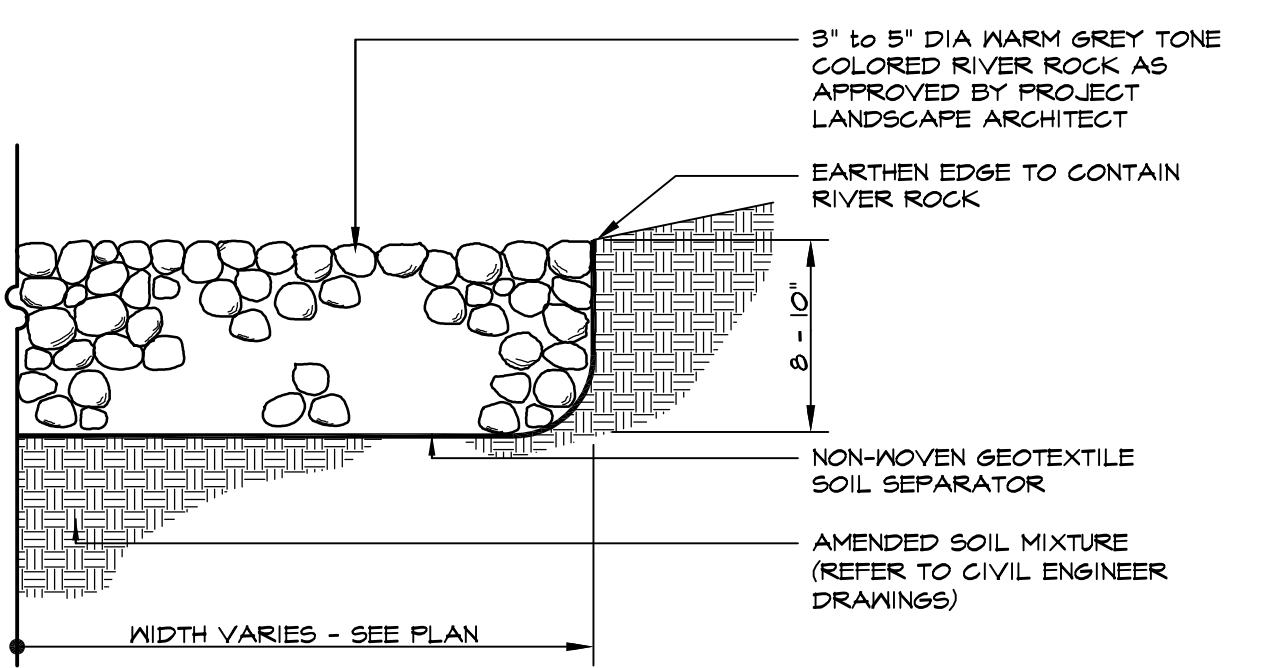 3" to 5" DIA WARM GREY TONE
COLORED RIVER ROCK AS
APPROVED BY PROJECT
LANDSCAPE ARCHITECT
EARTHEN EDGE TO CONTAIN
RIVER ROCK
8 - 10"
NON-WOVEN GEOTEXTILE
SOIL SEPARATOR
AMENDED SOIL MIXTURE
(REFER TO CIVIL ENGINEER
DRAWINGS)
WIDTH VARIES - SEE PLAN